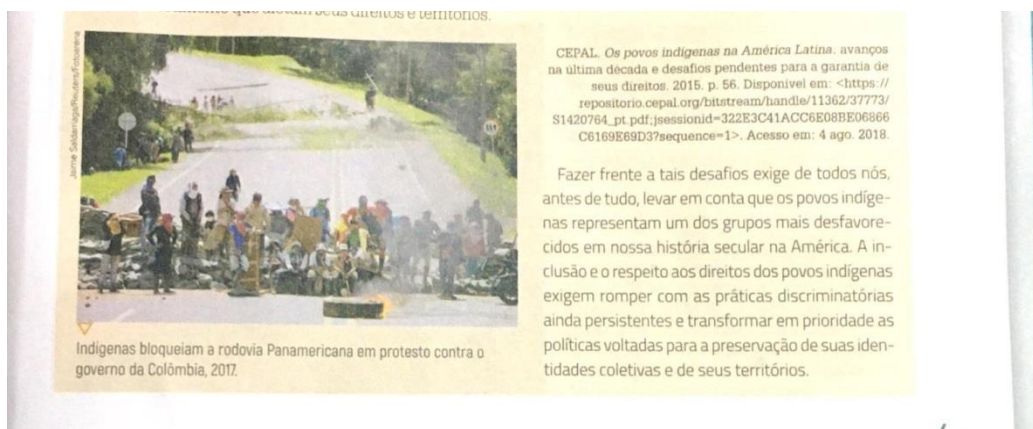 que ditam seus direitos e territórios.
Indígenas bloqueiam a rodovia Panamericana em protesto contra o
governo da Colômbia, 2017.
CEPAL. Os povos indígenas na América Latina: avanços
na última década e desafios pendentes para a garantia de
seus direitos. 2015. p. 56. Disponível em: <https://
repositorio.cepal.org/bitstream/handle/11362/37773/
S1420764_pt.pdf;jsessionid=322E3C41ACC6E08BE06866
C6169E69D3?sequence=1>. Acesso em: 4 ago. 2018.
Fazer frente a tais desafios exige de todos nós,
antes de tudo, levar em conta que os povos indíge-
nas representam um dos grupos mais desfavore-
cidos em nossa história secular na América. A in-
clusão e o respeito aos direitos dos povos indígenas
exigem romper com as práticas discriminatórias
ainda persistentes e transformar em prioridade as
políticas voltadas para a preservação de suas iden-
tidades coletivas e de seus territórios.